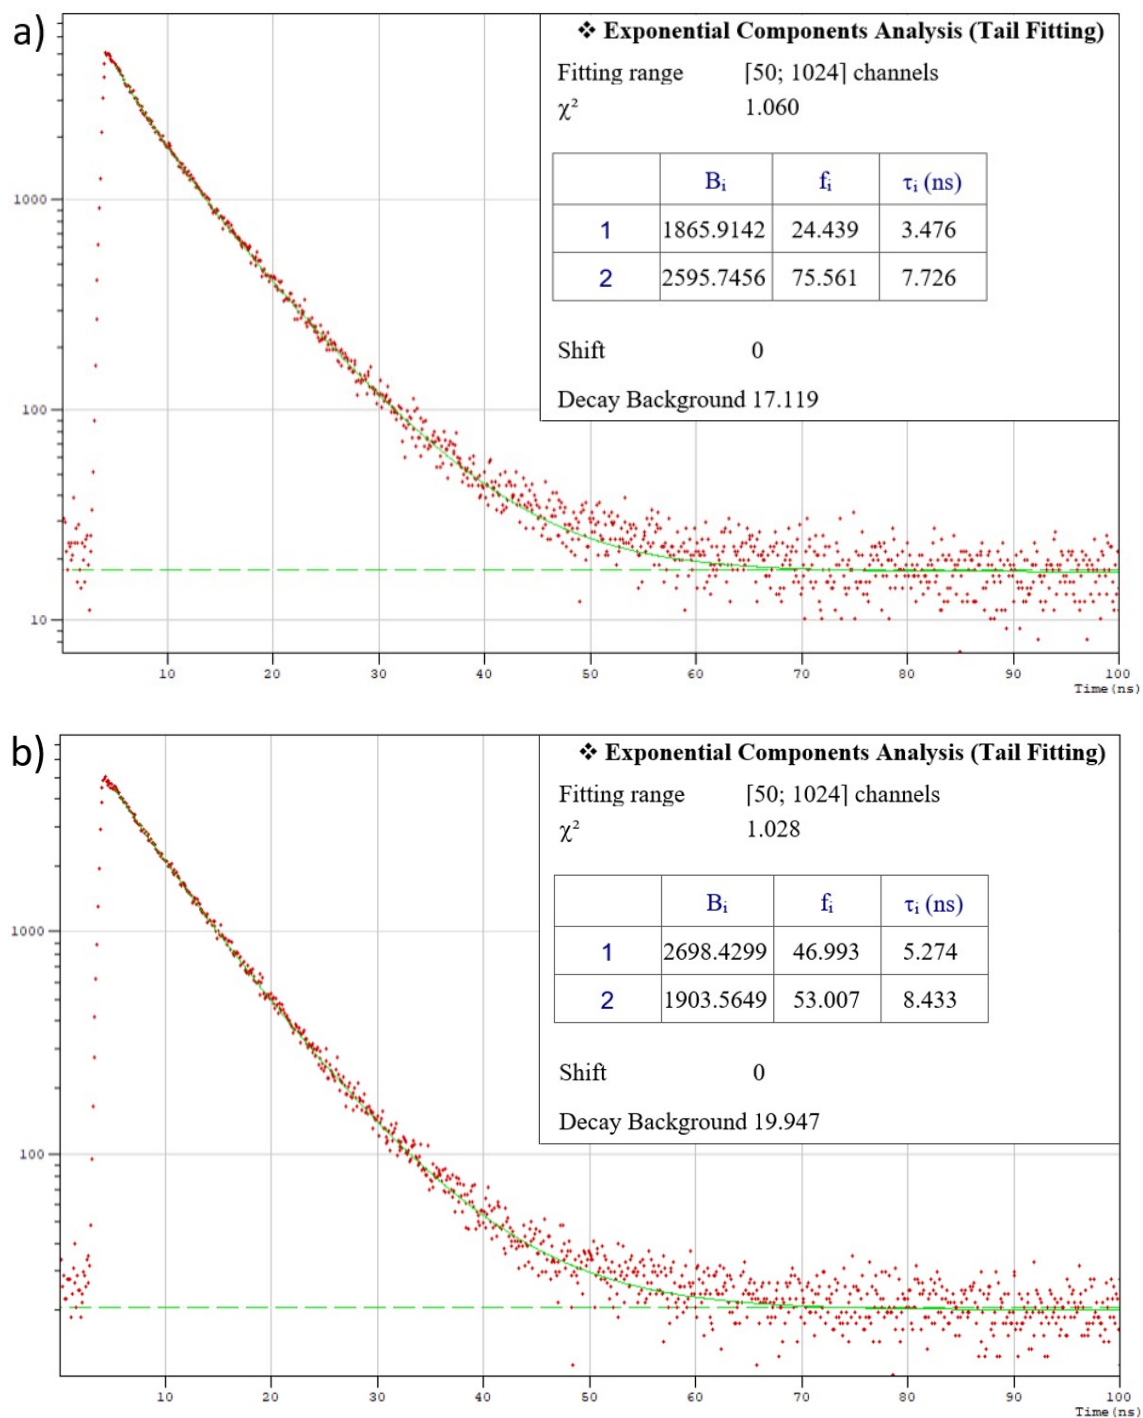 a)
❖ Exponential Components Analysis (Tail Fitting)
Fitting range ⌈50; 1024⌉ channels
χ² 1.060
Bᵢ fᵢ τᵢ (ns)
1 1865.9142 24.439 3.476
2 2595.7456 75.561 7.726
Shift 0
Decay Background 17.119
1000
100
10
10 20 30 40 50 60 70 80 90 100
Time(ns)
b)
❖ Exponential Components Analysis (Tail Fitting)
Fitting range ⌈50; 1024⌉ channels
χ² 1.028
Bᵢ fᵢ τᵢ (ns)
1 2698.4299 46.993 5.274
2 1903.5649 53.007 8.433
Shift 0
Decay Background 19.947
1000
100
10 20 30 40 50 60 70 80 90 100
Time(ns)